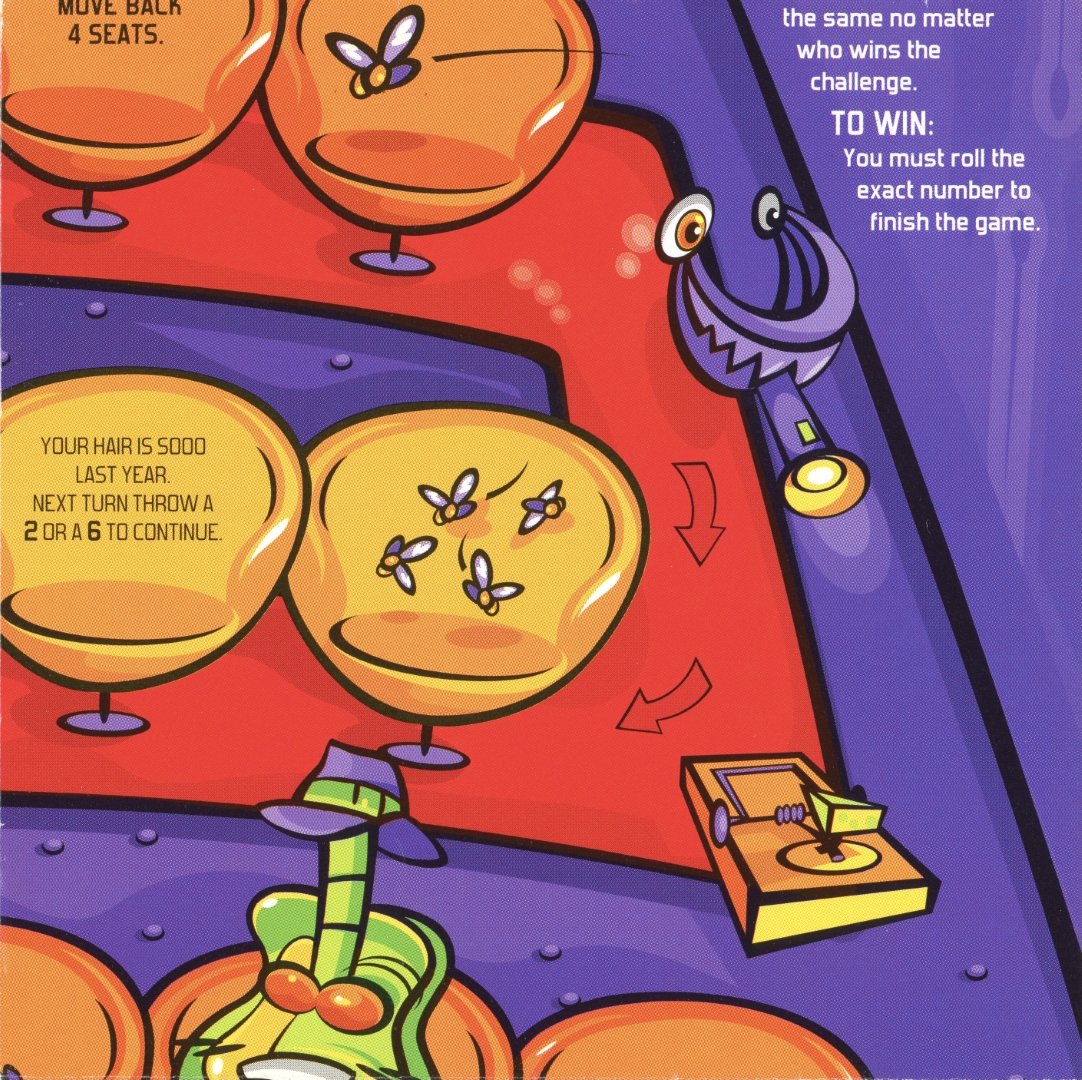 MOVE BACK
4 SEATS.
the same no matter
who wins the
challenge.
TO WIN:
You must roll the
exact number to
finish the game.
YOUR HAIR IS SOOO
LAST YEAR.
NEXT TURN THROW A
2 OR A 6 TO CONTINUE.